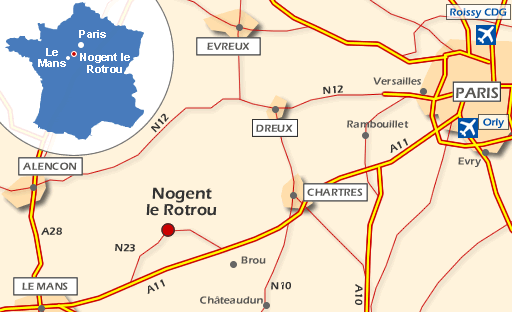 Paris
Le
Mans
Nogent le
Rotrou
EVREUX
Roissy CDG
Versailles
PARIS
N12
N12
DREUX
Rambouillet
Orly
A11
Evry
ALENCON
CHARTRES
Nogent
le Rotrou
A28
N23
Brou
A11
LE MANS
Châteaudun
N10
A10